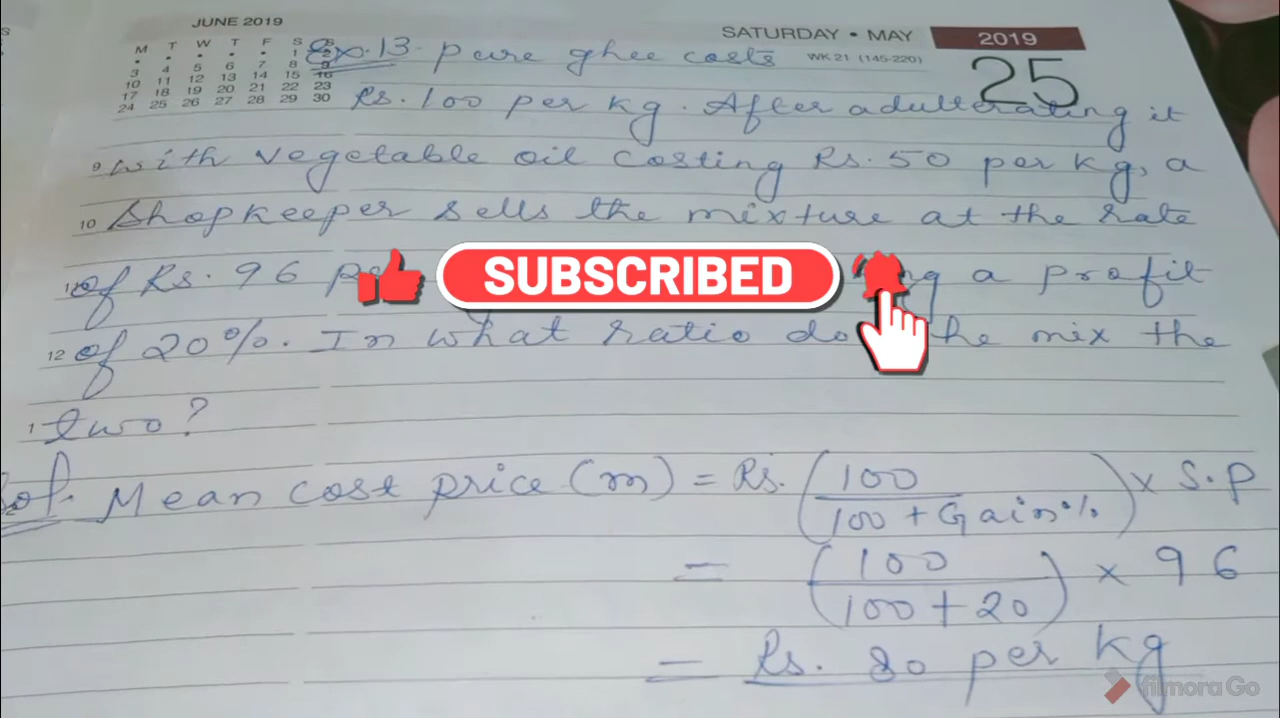 JUNE 2019
M T W T F S S
1 2
3 4 5 6 7 8 9
10 11 12 13 14 15 16
17 18 19 20 21 22 23
24 25 26 27 28 29 30
SATURDAY • MAY 2019
WK 21 (145-220)
25
Ex. 13. pure ghee costs
Rs. 100 per kg. After adulterating it
9 with vegetable oil costing Rs. 50 per kg, a
10 Shopkeeper sells the mixture at the rate
of Rs. 96 a profit
SUBSCRIBED
12 of 20%. In what ratio do he mix the
1 two?
Sol. Mean cost price (m) = Rs. (100 / 100 + Gain%) × S.P
= (100 / 100 + 20) × 96
= Rs. 80 per kg
filmora Go